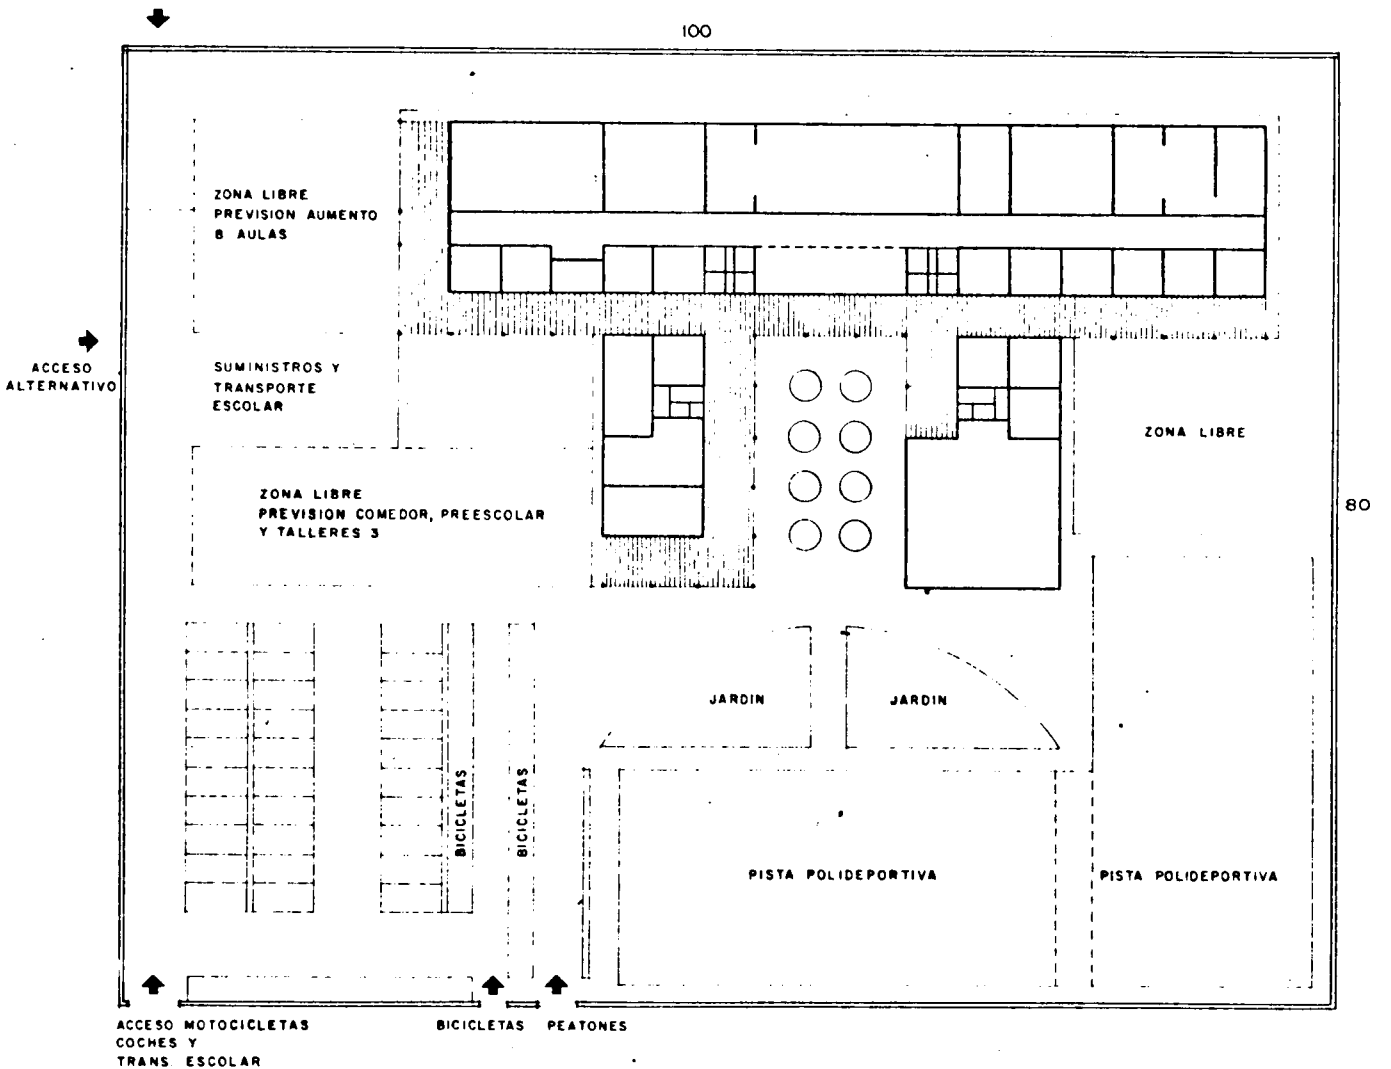 100
ZONA LIBRE
PREVISION AUMENTO
8 AULAS
ACCESO
ALTERNATIVO
SUMINISTROS Y
TRANSPORTE
ESCOLAR
ZONA LIBRE
80
ZONA LIBRE
PREVISION COMEDOR, PREESCOLAR
Y TALLERES 3
JARDIN
JARDIN
BICICLETAS
BICICLETAS
PISTA POLIDEPORTIVA
PISTA POLIDEPORTIVA
ACCESO MOTOCICLETAS
COCHES Y
TRANS. ESCOLAR
BICICLETAS
PEATONES